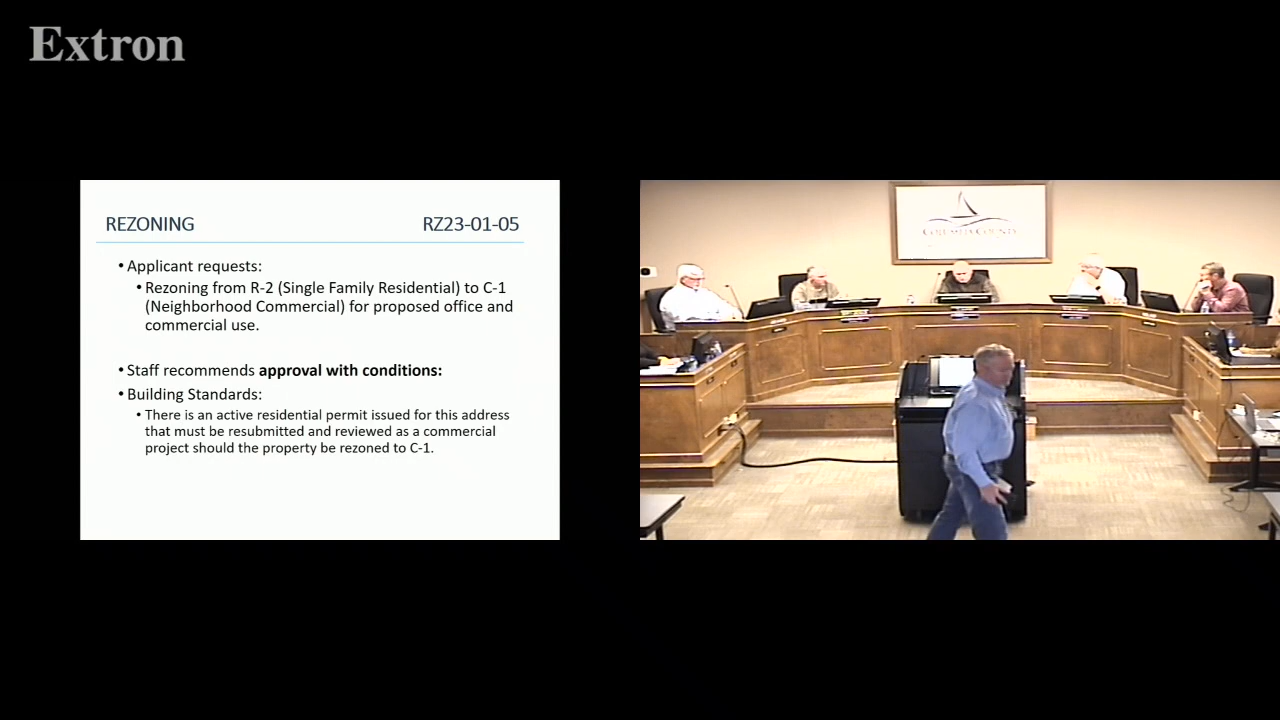 Extron
REZONING RZ23-01-05
• Applicant requests:
• Rezoning from R-2 (Single Family Residential) to C-1
(Neighborhood Commercial) for proposed office and
commercial use.
• Staff recommends approval with conditions:
• Building Standards:
• There is an active residential permit issued for this address
that must be resubmitted and reviewed as a commercial
project should the property be rezoned to C-1.
COLUMBIA COUNTY